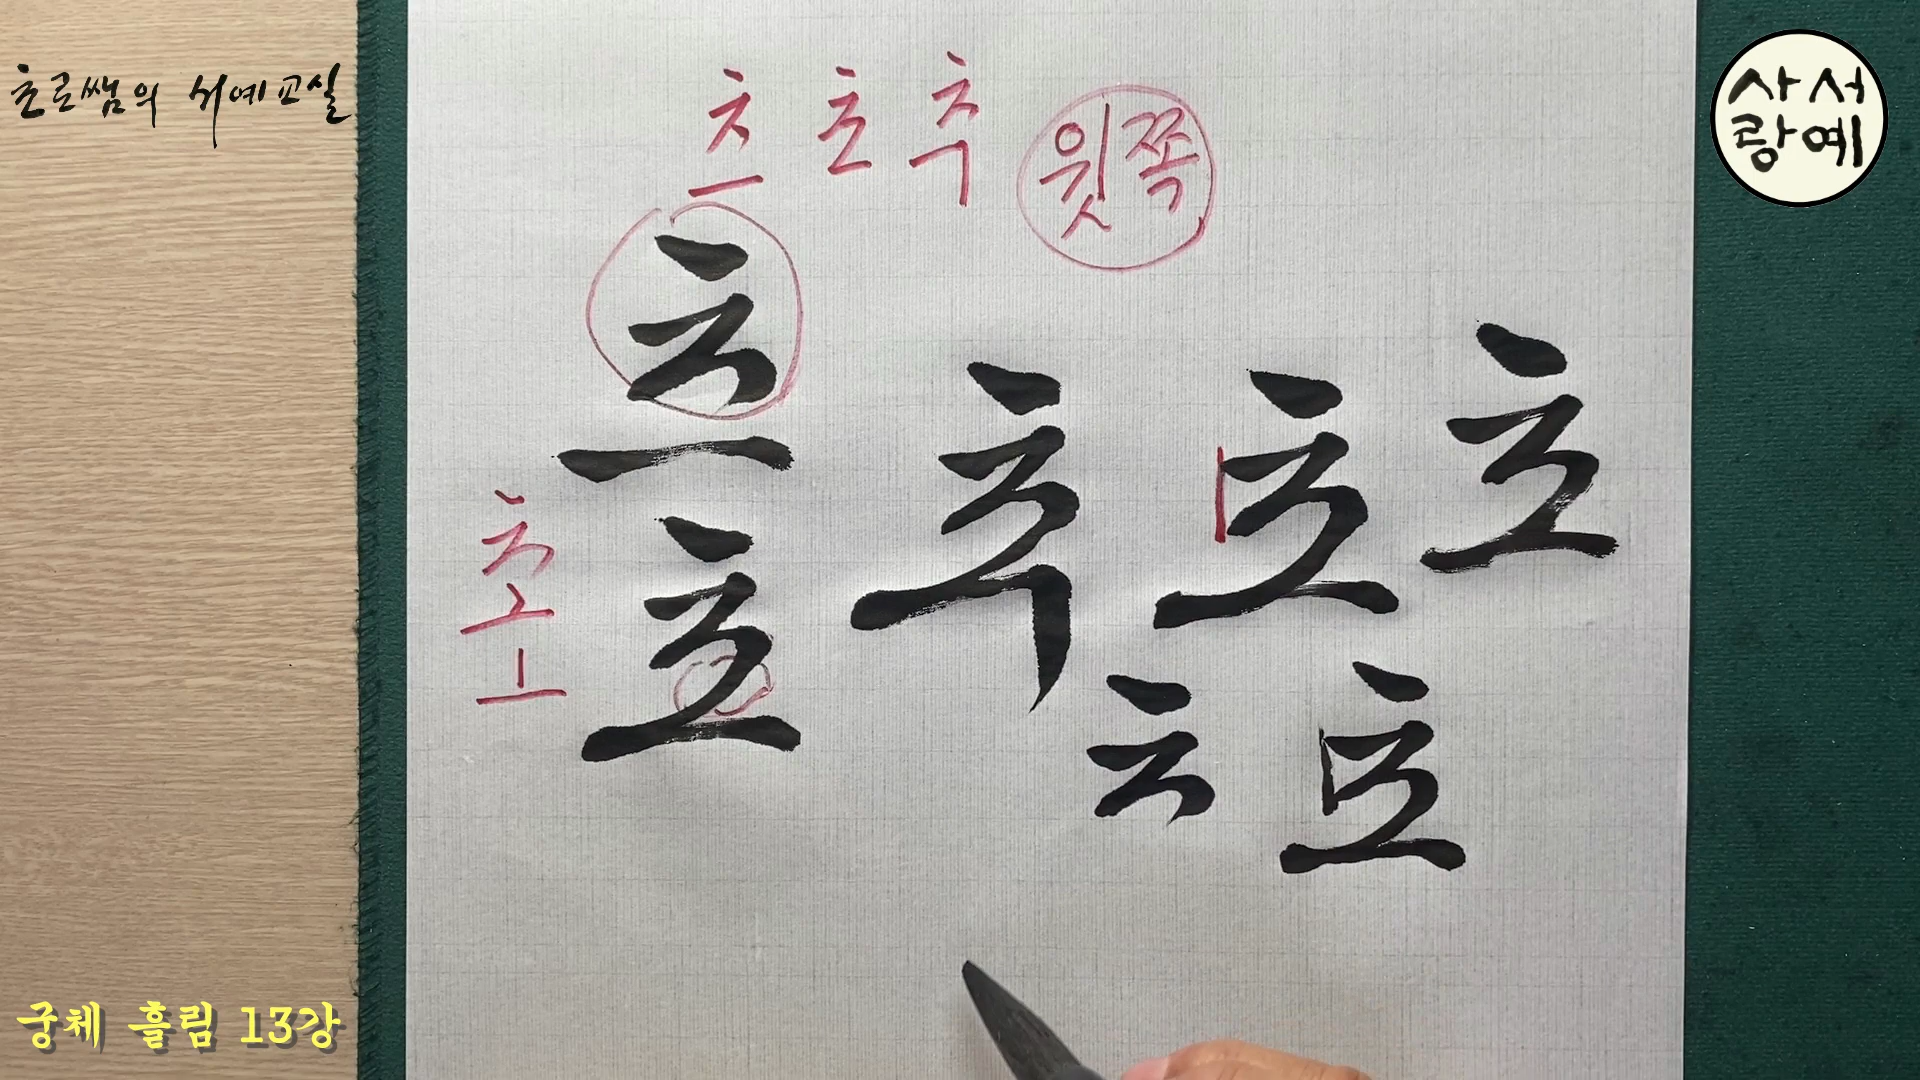 초로쌤의 서예교실
사서
랑예
츠 초 추 윗쪽
츠 추 초 초
초
초
ㅗ
츠 초
궁체 흘림 13강